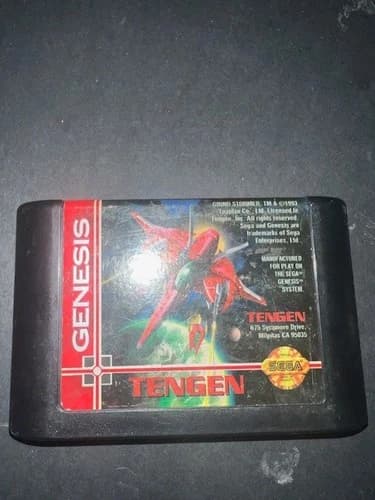 GENESIS
GRIND STORMER, TM & ©1993
Toaplan Co., Ltd. Licensed to
Tengen, Inc. All rights reserved.
Sega and Genesis are
trademarks of Sega
Enterprises, Ltd.
MANUFACTURED
FOR PLAY ON
THE SEGA™
GENESIS™
SYSTEM.
TENGEN
675 Sycamore Drive,
Milpitas CA 95035
TENGEN
SEGA